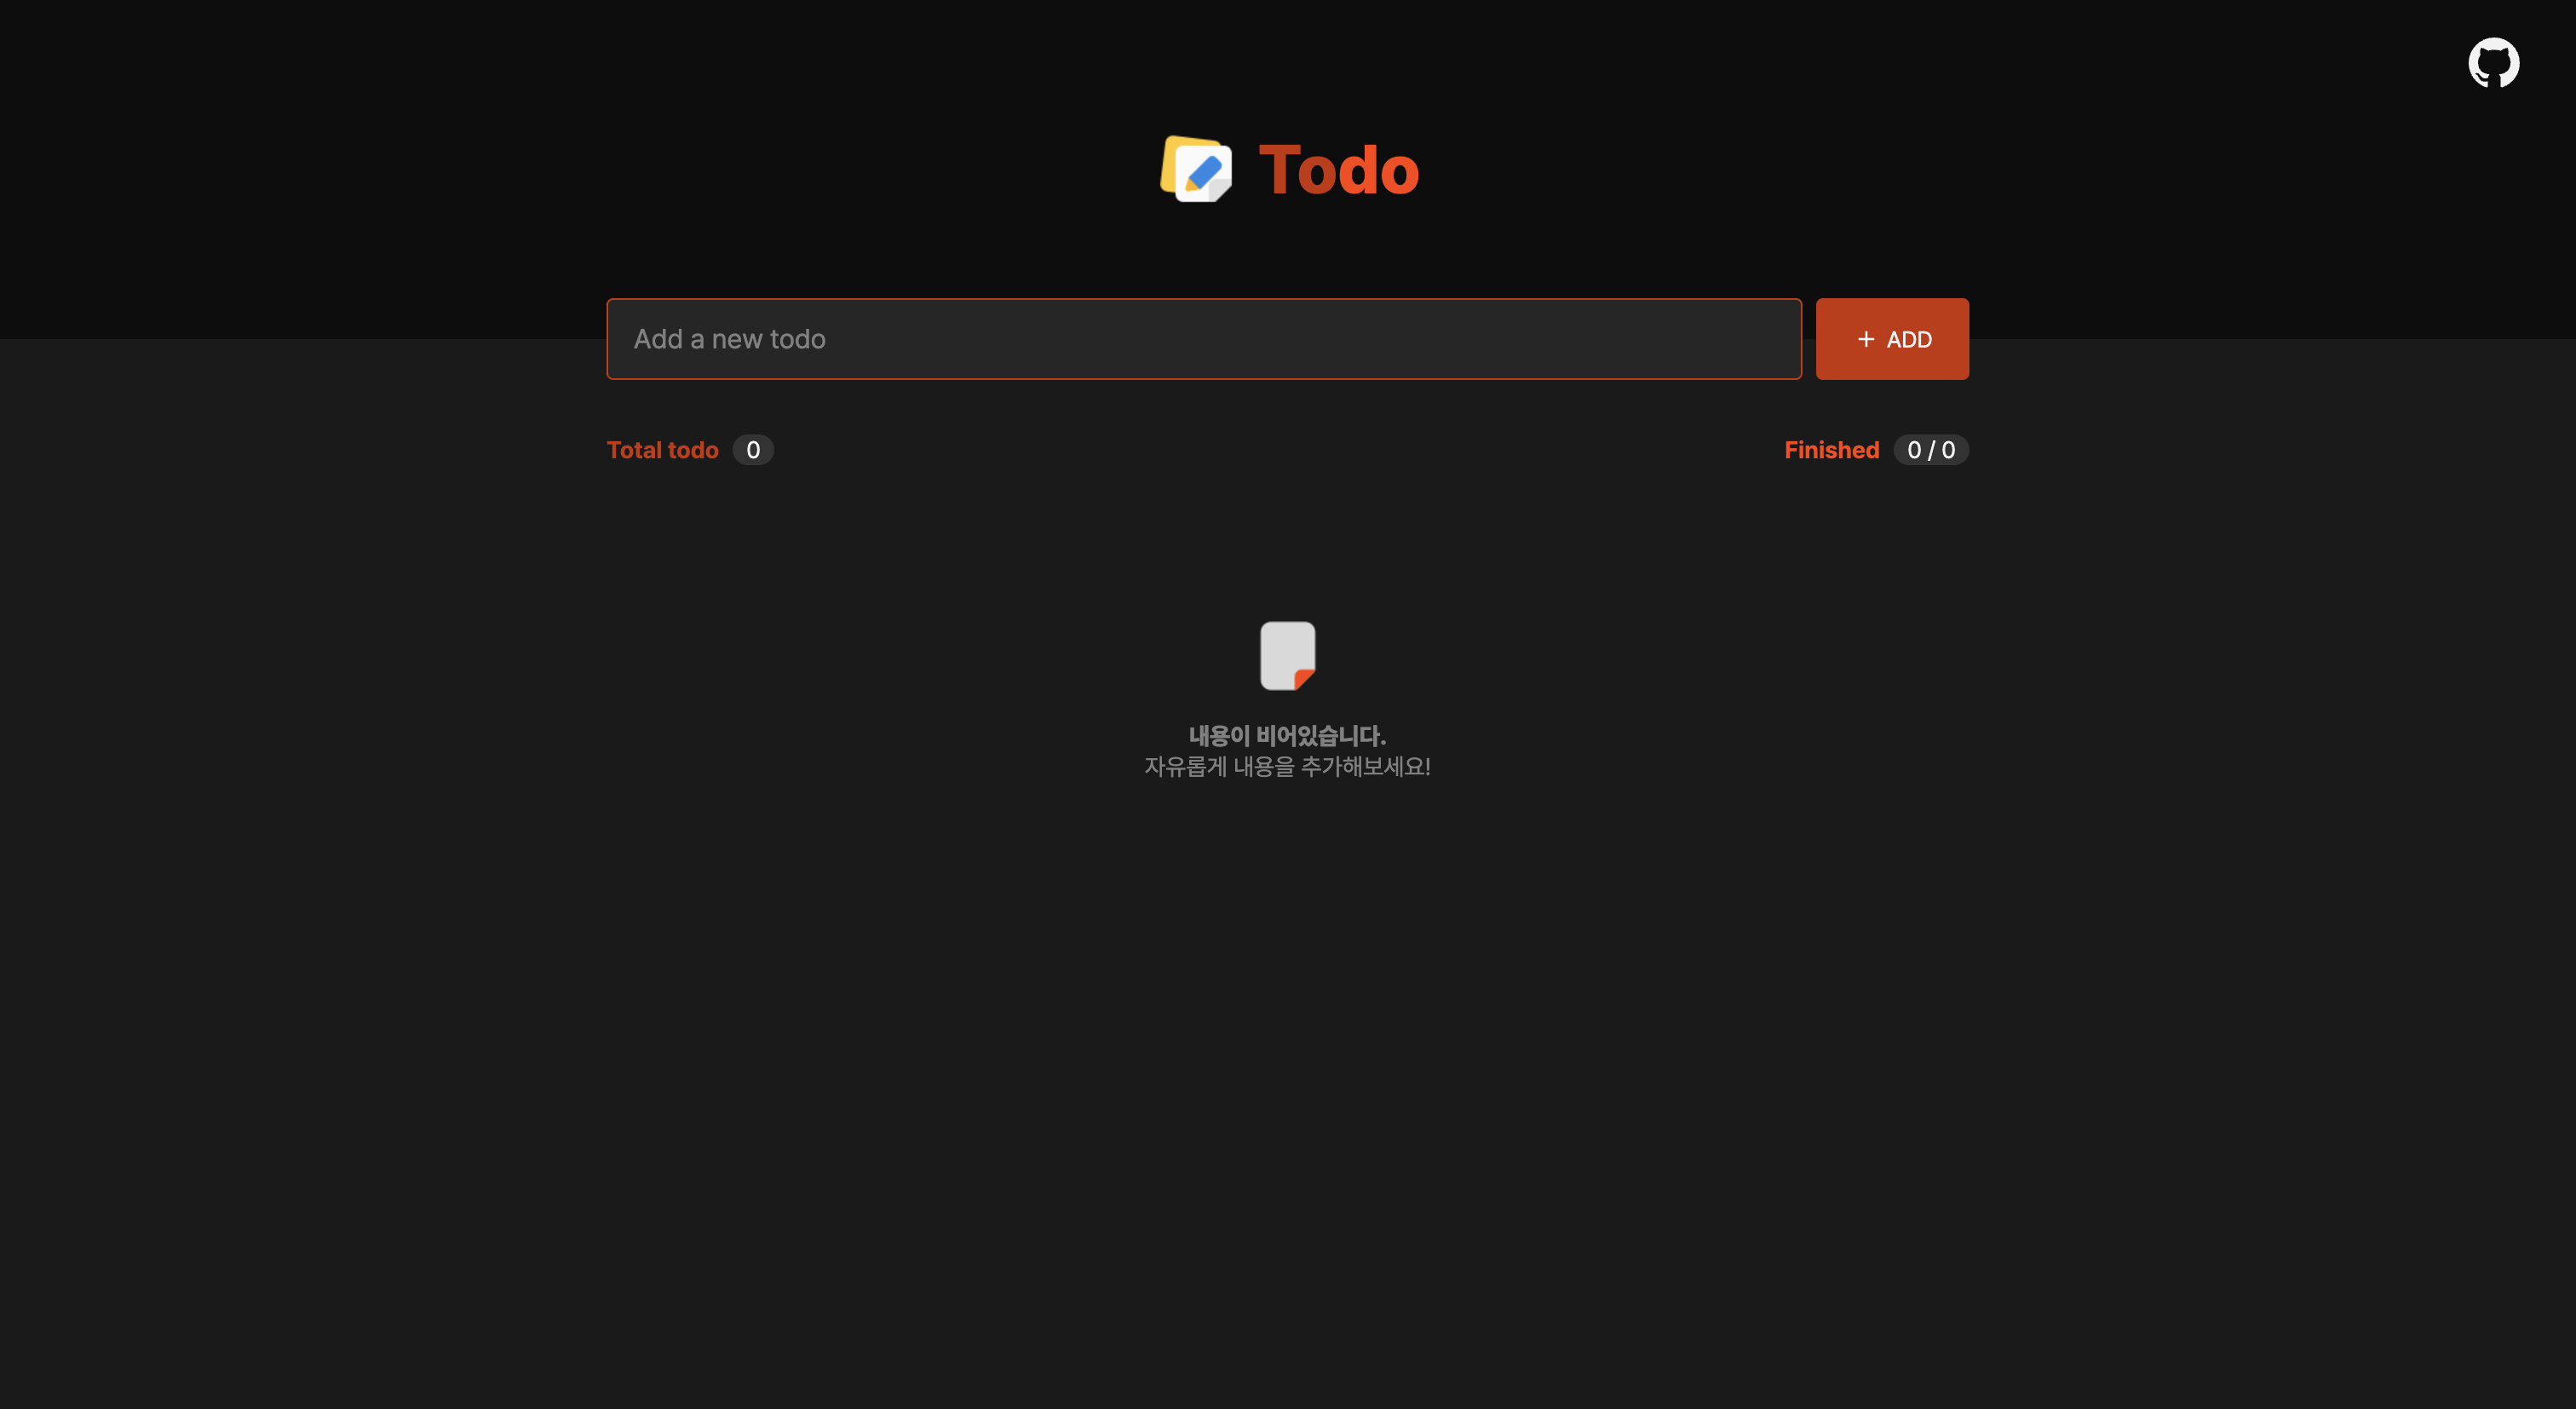 Todo
Add a new todo
+ ADD
Total todo 0
Finished 0 / 0
내용이 비어있습니다.
자유롭게 내용을 추가해보세요!